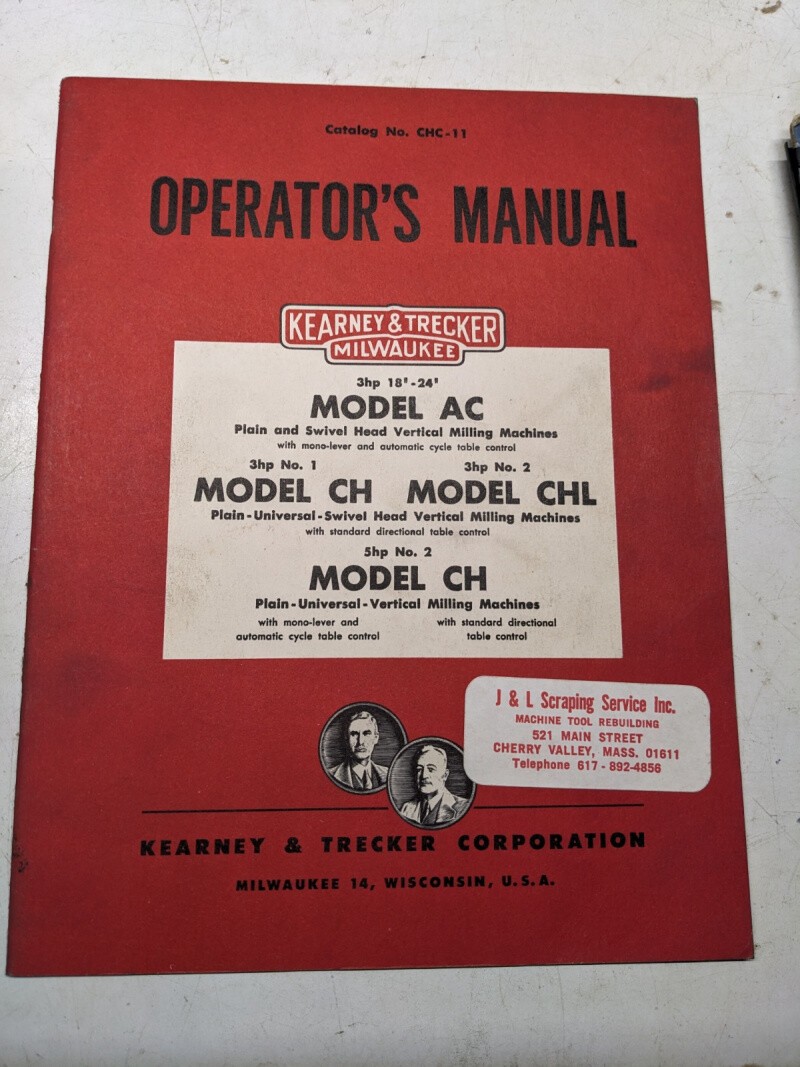 Catalog No. CHC-11
OPERATOR'S MANUAL
KEARNEY & TRECKER
MILWAUKEE
3hp 18"-24"
MODEL AC
Plain and Swivel Head Vertical Milling Machines
with mono-lever and automatic cycle table control
3hp No. 1
MODEL CH
3hp No. 2
MODEL CHL
Plain-Universal-Swivel Head Vertical Milling Machines
with standard directional table control
5hp No. 2
MODEL CH
Plain-Universal-Vertical Milling Machines
with mono-lever and
automatic cycle table control
with standard directional
table control
J & L Scraping Service Inc.
MACHINE TOOL REBUILDING
521 MAIN STREET
CHERRY VALLEY, MASS. 01611
Telephone 617-892-4856
KEARNEY & TRECKER CORPORATION
MILWAUKEE 14, WISCONSIN, U.S.A.